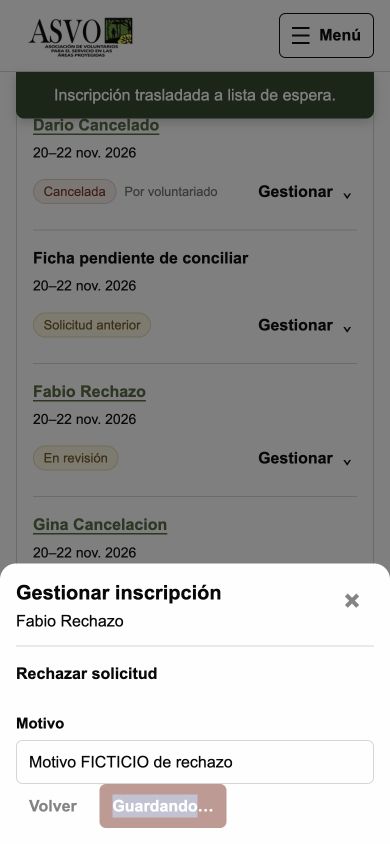 ASVO
ASOCIACIÓN DE VOLUNTARIOS
PARA EL SERVICIO EN LAS
ÁREAS PROTEGIDAS
Menú
Inscripción trasladada a lista de espera.
Dario Cancelado
20–22 nov. 2026
Cancelada Por voluntariado Gestionar
Ficha pendiente de conciliar
20–22 nov. 2026
Solicitud anterior Gestionar
Fabio Rechazo
20–22 nov. 2026
En revisión Gestionar
Gina Cancelacion
20–22 nov. 2026
Gestionar inscripción
Fabio Rechazo
Rechazar solicitud
Motivo
Motivo FICTICIO de rechazo
Volver Guardando…